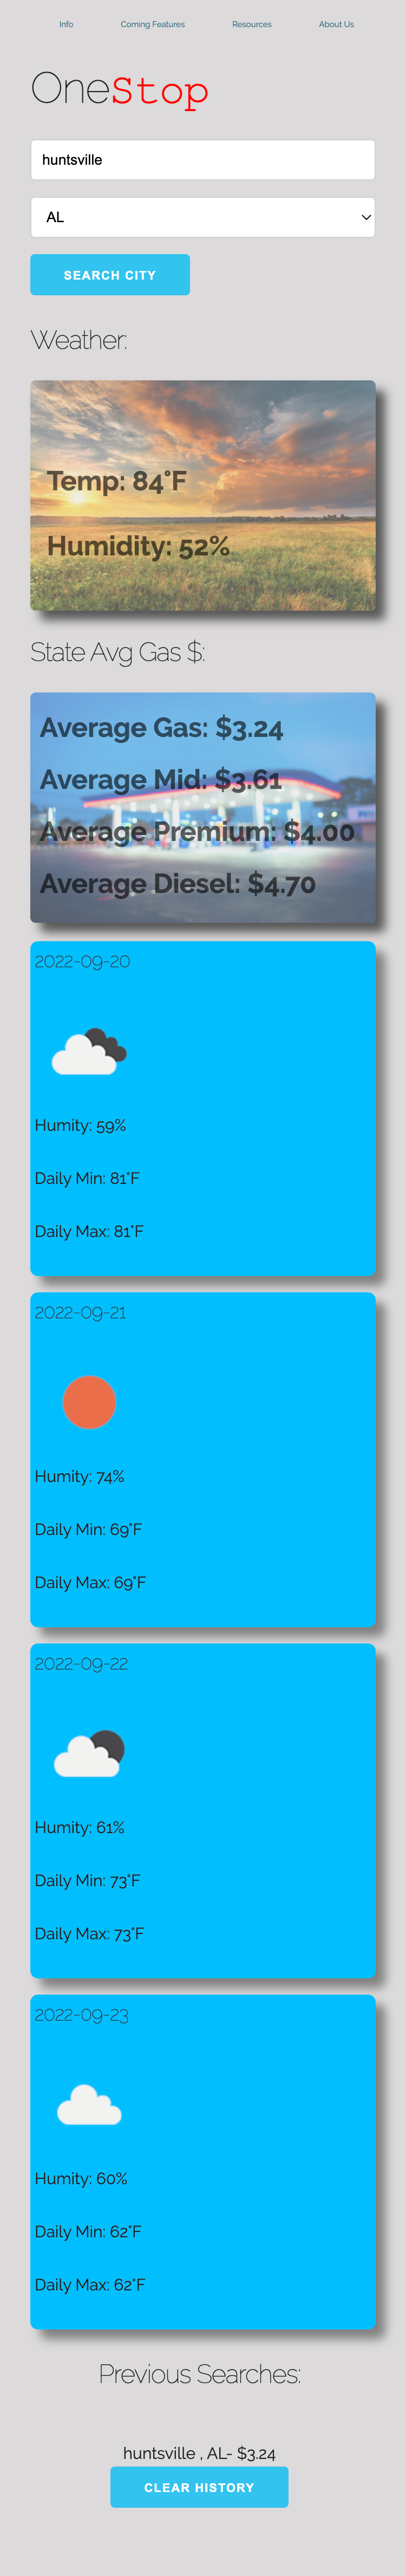 Info Coming Features Resources About Us
OneStop
huntsville
AL
SEARCH CITY
Weather:
Temp: 84°F
Humidity: 52%
State Avg Gas $:
Average Gas: $3.24
Average Mid: $3.61
Average Premium: $4.00
Average Diesel: $4.70
2022-09-20
Humity: 59%
Daily Min: 81°F
Daily Max: 81°F
2022-09-21
Humity: 74%
Daily Min: 69°F
Daily Max: 69°F
2022-09-22
Humity: 61%
Daily Min: 73°F
Daily Max: 73°F
2022-09-23
Humity: 60%
Daily Min: 62°F
Daily Max: 62°F
Previous Searches:
huntsville , AL- $3.24
CLEAR HISTORY